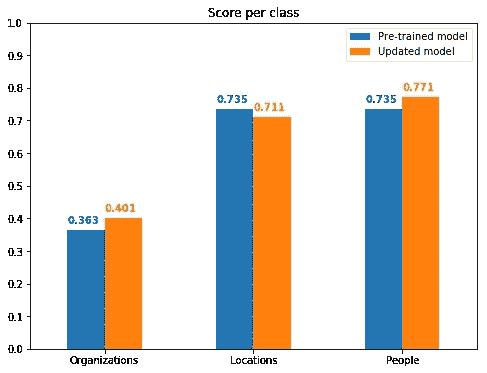 Score per class
Pre-trained model
Updated model
1.0
0.9
0.8
0.7
0.6
0.5
0.4
0.3
0.2
0.1
0.0
0.363
0.401
0.735
0.711
0.735
0.771
Organizations
Locations
People